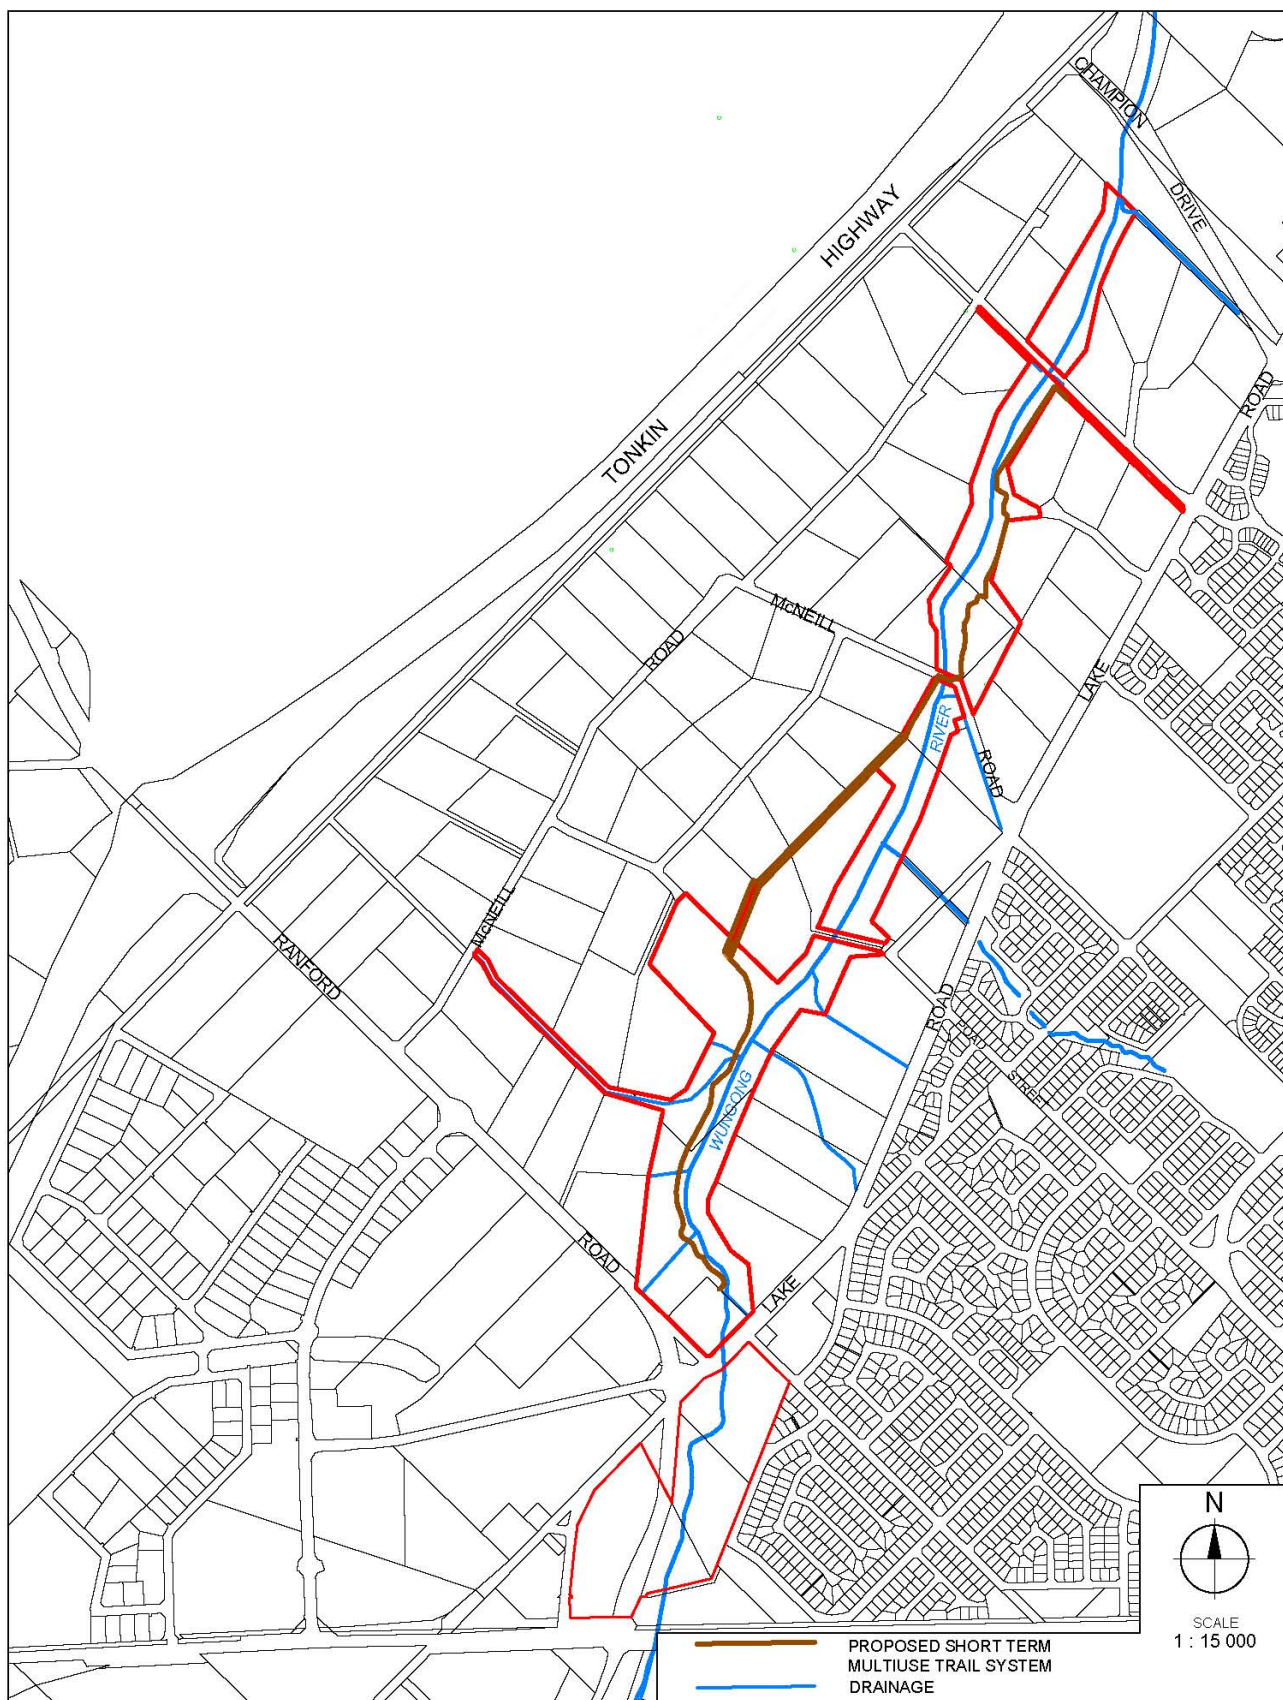 CHAMPION
DRIVE
HIGHWAY
TONKIN
ROAD
McNEILL
ROAD
LAKE
RIVER
ROAD
McNEILL
RANFORD
ROAD
ROAD
STREET
WUNGONG
ROAD
LAKE
N
SCALE
1 : 15 000
PROPOSED SHORT TERM
MULTIUSE TRAIL SYSTEM
DRAINAGE